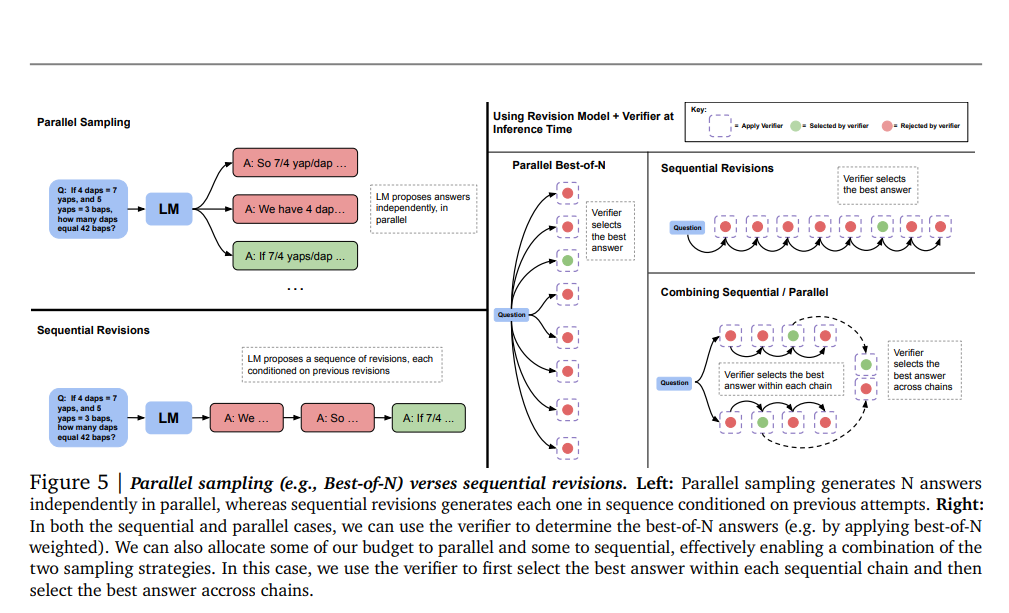 Parallel Sampling
Q: If 4 daps = 7
yaps, and 5
yaps = 3 baps,
how many daps
equal 42 baps?
LM
A: So 7/4 yap/dap ...
A: We have 4 dap...
A: If 7/4 yaps/dap ...
...
LM proposes answers
independently, in
parallel
Sequential Revisions
LM proposes a sequence of revisions, each
conditioned on previous revisions
Q: If 4 daps = 7
yaps, and 5
yaps = 3 baps,
how many daps
equal 42 baps?
LM
A: We ...
A: So ...
A: If 7/4 ...
Using Revision Model + Verifier at
Inference Time
Key:
= Apply Verifier
= Selected by verifier
= Rejected by verifier
Parallel Best-of-N
Question
Verifier
selects
the best
answer
Sequential Revisions
Verifier selects
the best answer
Question
Combining Sequential / Parallel
Question
Verifier selects the best
answer within each chain
Verifier
selects the
best answer
across chains
Figure 5 | Parallel sampling (e.g., Best-of-N) verses sequential revisions. Left: Parallel sampling generates N answers
independently in parallel, whereas sequential revisions generates each one in sequence conditioned on previous attempts. Right:
In both the sequential and parallel cases, we can use the verifier to determine the best-of-N answers (e.g. by applying best-of-N
weighted). We can also allocate some of our budget to parallel and some to sequential, effectively enabling a combination of the
two sampling strategies. In this case, we use the verifier to first select the best answer within each sequential chain and then
select the best answer accross chains.